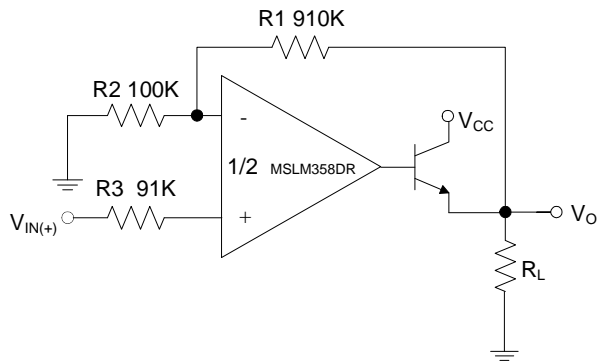 R1 910K
R2 100K
-
V_CC
1/2 MSLM358DR
R3 91K
+
V_IN(+)
V_O
R_L